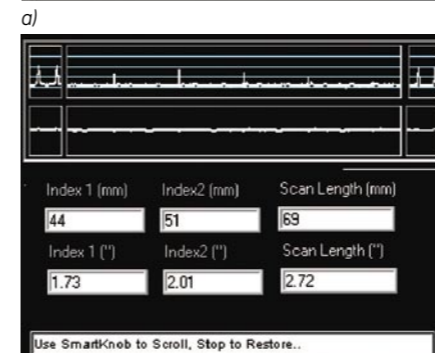 a)
Index 1 (mm) Index2 (mm) Scan Length (mm)
44 51 69
Index 1 (") Index2 (") Scan Length (")
1.73 2.01 2.72
Use SmartKnob to Scroll, Stop to Restore..